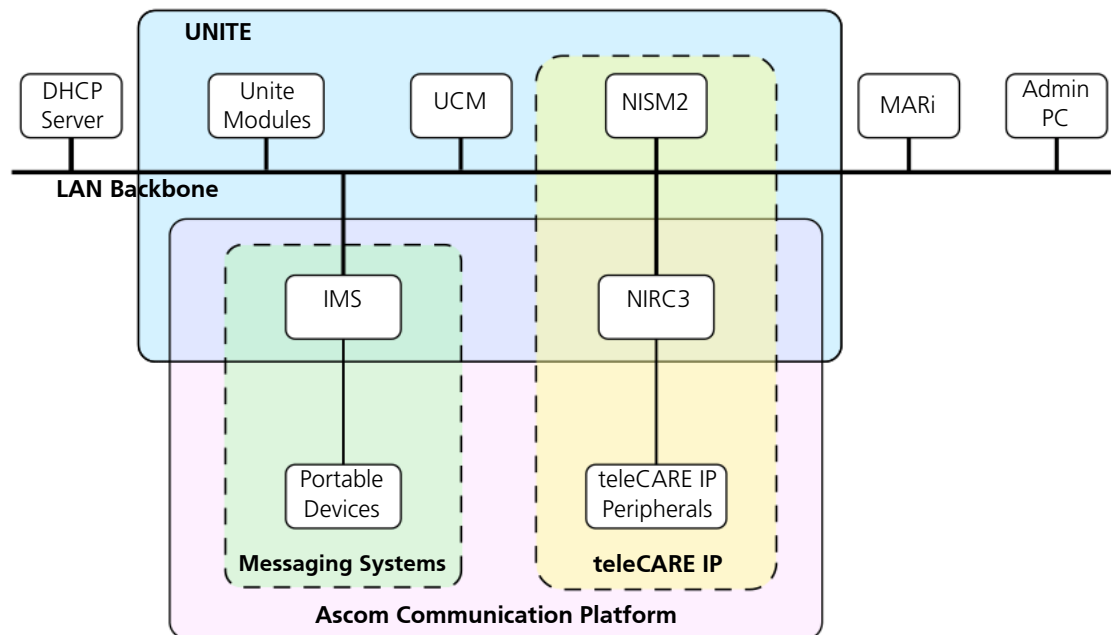 UNITE
DHCP
Server
Unite
Modules
UCM
NISM2
MARi
Admin
PC
LAN Backbone
IMS
NIRC3
Portable
Devices
teleCARE IP
Peripherals
Messaging Systems
teleCARE IP
Ascom Communication Platform